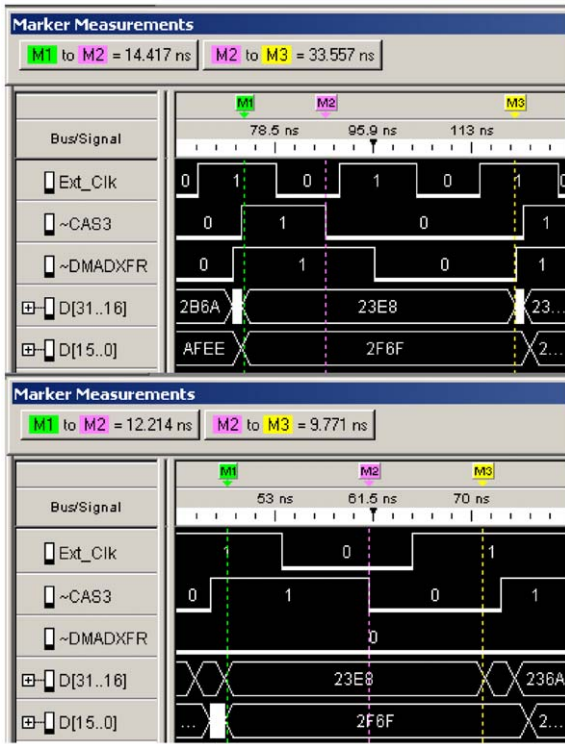 Marker Measurements
M1 to M2 = 14.417 ns M2 to M3 = 33.557 ns
M1 M2 M3
Bus/Signal 78.5 ns 95.9 ns 113 ns
Ext_Clk 0 1 0 1 0 1 0
~CAS3 0 1 0 1
~DMADXFR 0 1 0 1
D[31..16] 2B6A 23E8 23...
D[15..0] AFEE 2F6F 2...
Marker Measurements
M1 to M2 = 12.214 ns M2 to M3 = 9.771 ns
M1 M2 M3
Bus/Signal 53 ns 61.5 ns 70 ns
Ext_Clk 1 0 1
~CAS3 0 1 0 1
~DMADXFR 0
D[31..16] 23E8 236A
D[15..0] ... 2F6F 2...